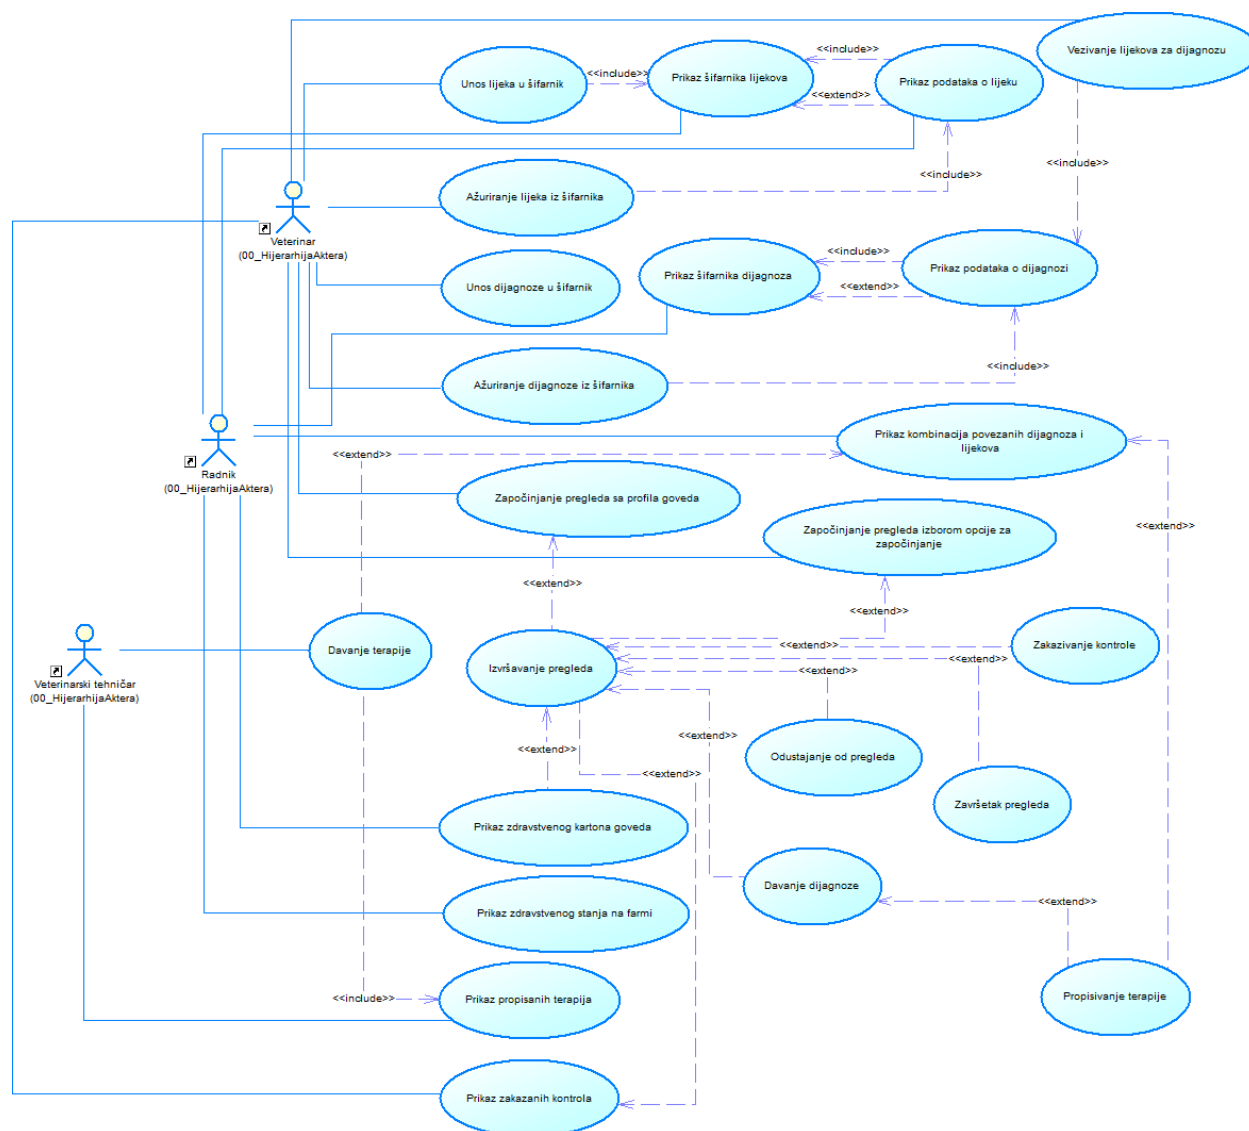 Vezivanje lijekova za dijagnozu
<<include>>
Unos lijeka u šifarnik
<<include>>
Prikaz šifarnika lijekova
Prikaz podataka o lijeku
<<extend>>
<<include>>
<<include>>
Ažuriranje lijeka iz šifarnika
Veterinar
(00_HijerarhijaAktera)
<<include>>
Prikaz šifarnika dijagnoza
Prikaz podataka o dijagnozi
Unos dijagnoze u šifarnik
<<extend>>
<<include>>
Ažuriranje dijagnoze iz šifarnika
Prikaz kombinacija povezanih dijagnoza i
lijekova
<<extend>>
Radnik
(00_HijerarhijaAktera)
Započinjanje pregleda sa profila goveda
<<extend>>
Započinjanje pregleda izborom opcije za
započinjanje
<<extend>>
<<extend>>
Davanje terapije
Izvršavanje pregleda
<<extend>>
Zakazivanje kontrole
<<extend>>
<<extend>>
Veterinarski tehničar
(00_HijerarhijaAktera)
<<extend>>
<<extend>>
<<extend>>
Odustajanje od pregleda
Završetak pregleda
Prikaz zdravstvenog kartona goveda
Davanje dijagnoze
<<extend>>
Prikaz zdravstvenog stanja na farmi
<<include>>
Prikaz propisanih terapija
Propisivanje terapije
Prikaz zakazanih kontrola